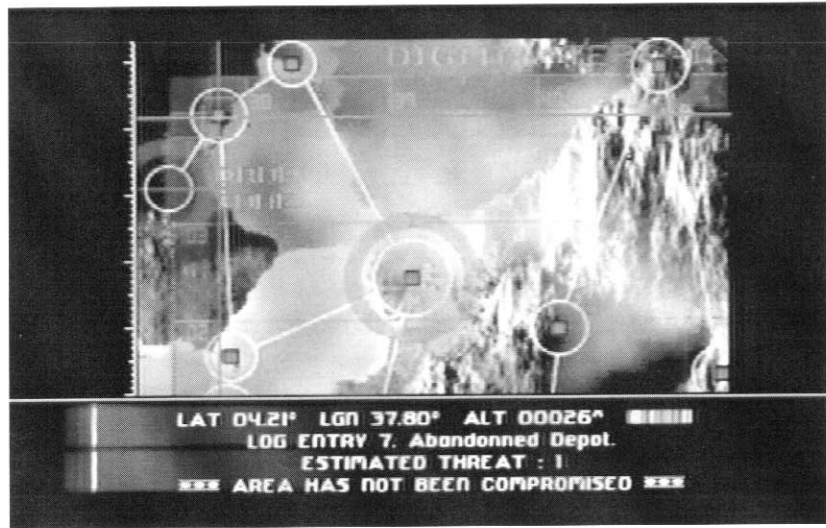 LAT 04.21° LGN 37.80° ALT 00026^
LOG ENTRY 7. Abandonned Depot.
ESTIMATED THREAT : 1
*** AREA HAS NOT BEEN COMPROMISED ***